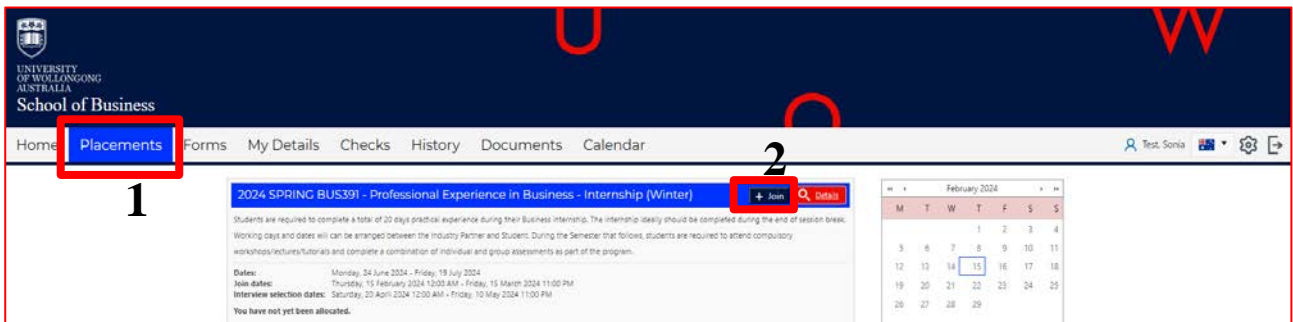 UNIVERSITY
OF WOLLONGONG
AUSTRALIA
School of Business
U
W
O
Home Placements Forms My Details Checks History Documents Calendar
Test, Sonia
1
2
2024 SPRING BUS391 - Professional Experience in Business - Internship (Winter)
+ Join
Details
Students are required to complete a total of 20 days practical experience during their Business internship. The internship ideally should be completed during the end of session break.
Working days and dates will can be arranged between the Industry Partner and Student. During the Semester that follows, students are required to attend compulsory
workshops/lectures/tutorials and complete a combination of individual and group assessments as part of the program.
Dates: Monday, 24 June 2024 - Friday, 19 July 2024
Join dates: Thursday, 15 February 2024 12:00 AM - Friday, 15 March 2024 11:00 PM
Interview selection dates: Saturday, 20 April 2024 12:00 AM - Friday, 10 May 2024 11:00 PM
You have not yet been allocated.
February 2024
M T W T F S S
1 2 3 4
5 6 7 8 9 10 11
12 13 14 15 16 17 18
19 20 21 22 23 24 25
26 27 28 29